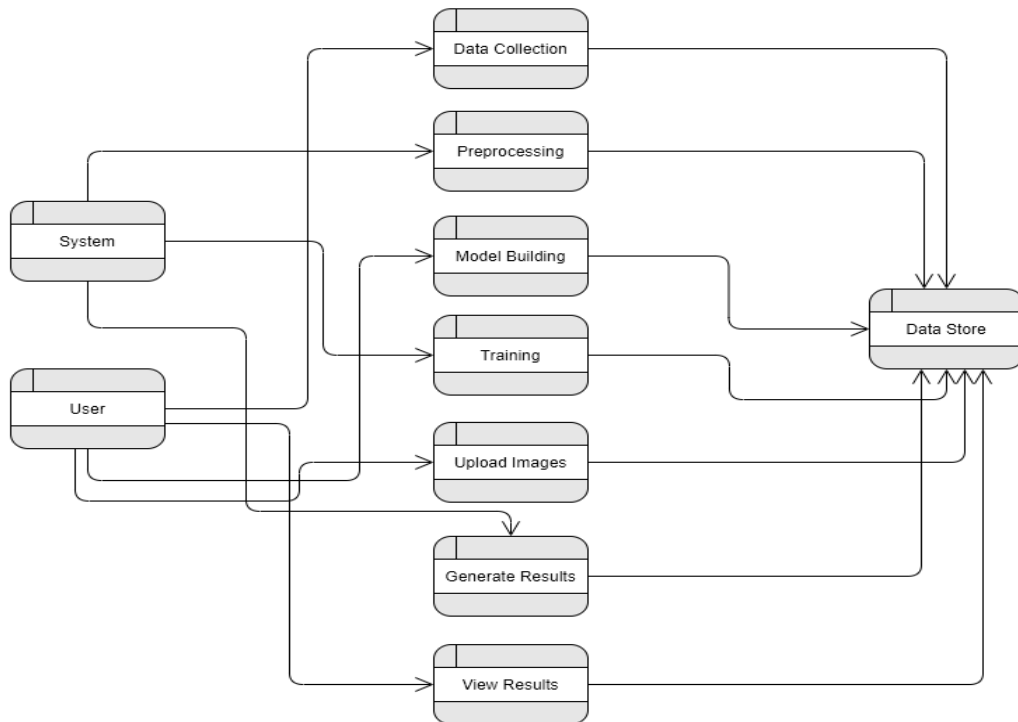 Data Collection
Preprocessing
System
Model Building
Data Store
Training
User
Upload Images
Generate Results
View Results